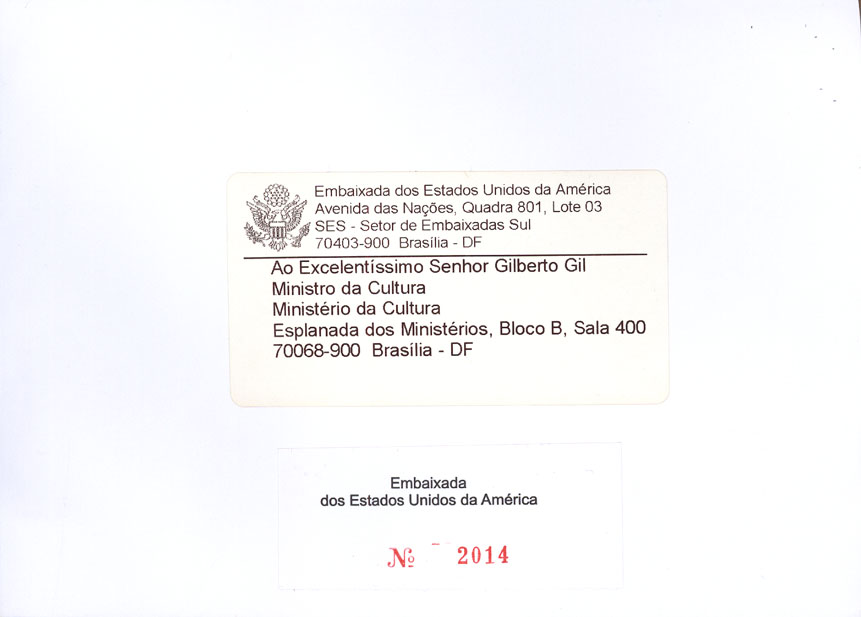 Embaixada dos Estados Unidos da América
Avenida das Nações, Quadra 801, Lote 03
SES - Setor de Embaixadas Sul
70403-900 Brasília - DF
Ao Excelentíssimo Senhor Gilberto Gil
Ministro da Cultura
Ministério da Cultura
Esplanada dos Ministérios, Bloco B, Sala 400
70068-900 Brasília - DF
Embaixada
dos Estados Unidos da América
№ 2014